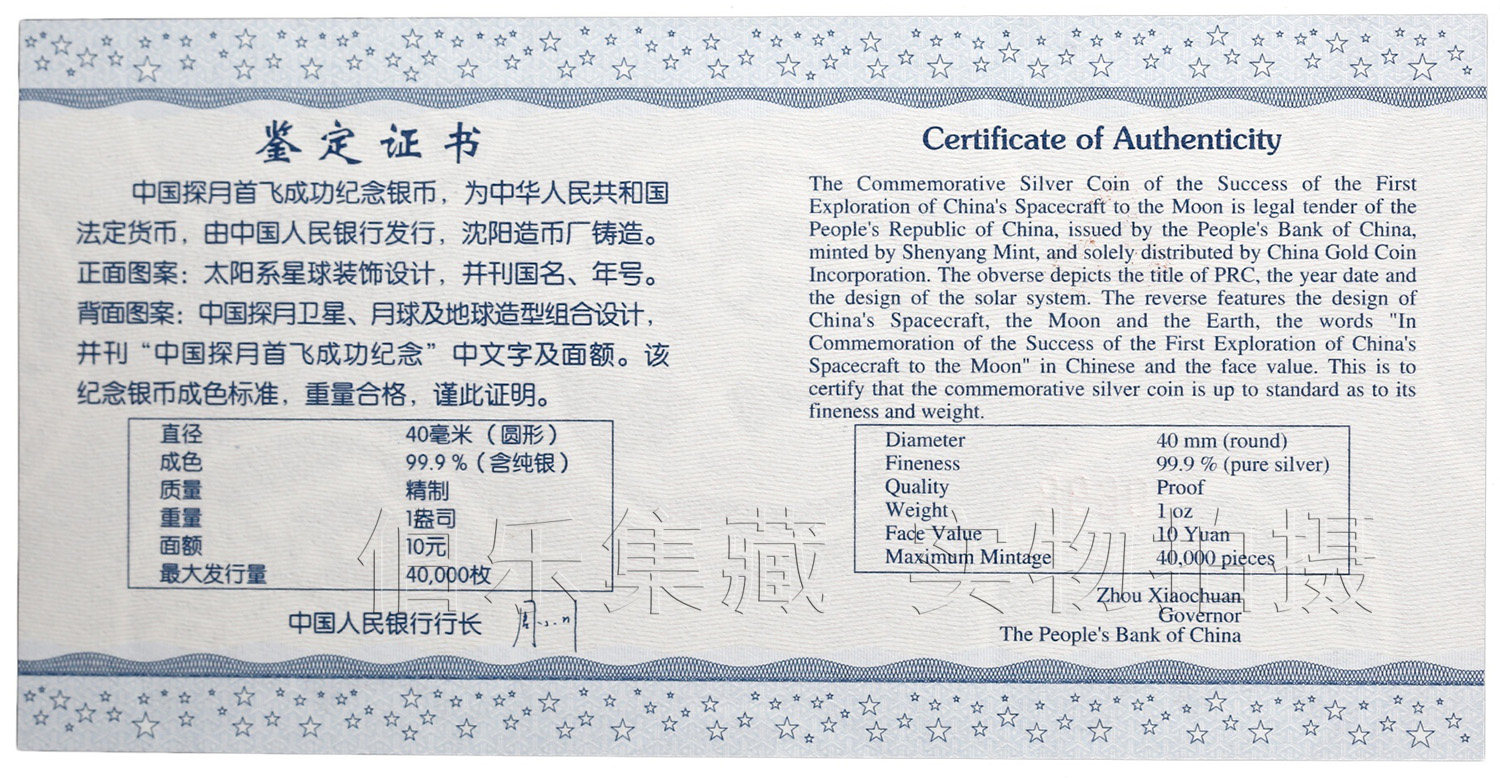 鉴定证书
中国探月首飞成功纪念银币，为中华人民共和国
法定货币，由中国人民银行发行，沈阳造币厂铸造。
正面图案：太阳系星球装饰设计，并刊国名、年号。
背面图案：中国探月卫星、月球及地球造型组合设计，
并刊“中国探月首飞成功纪念”中文字及面额。该
纪念银币成色标准，重量合格，谨此证明。
直径 40毫米（圆形）
成色 99.9%（含纯银）
质量 精制
重量 1盎司
面额 10元
最大发行量 40,000枚
中国人民银行行长
Certificate of Authenticity
The Commemorative Silver Coin of the Success of the First
Exploration of China's Spacecraft to the Moon is legal tender of the
People's Republic of China, issued by the People's Bank of China,
minted by Shenyang Mint, and solely distributed by China Gold Coin
Incorporation. The obverse depicts the title of PRC, the year date and
the design of the solar system. The reverse features the design of
China's Spacecraft, the Moon and the Earth, the words "In
Commemoration of the Success of the First Exploration of China's
Spacecraft to the Moon" in Chinese and the face value. This is to
certify that the commemorative silver coin is up to standard as to its
fineness and weight.
Diameter 40 mm (round)
Fineness 99.9 % (pure silver)
Quality Proof
Weight 1 oz
Face Value 10 Yuan
Maximum Mintage 40,000 pieces
Zhou Xiaochuan
Governor
The People's Bank of China
伯乐集藏 实物拍摄